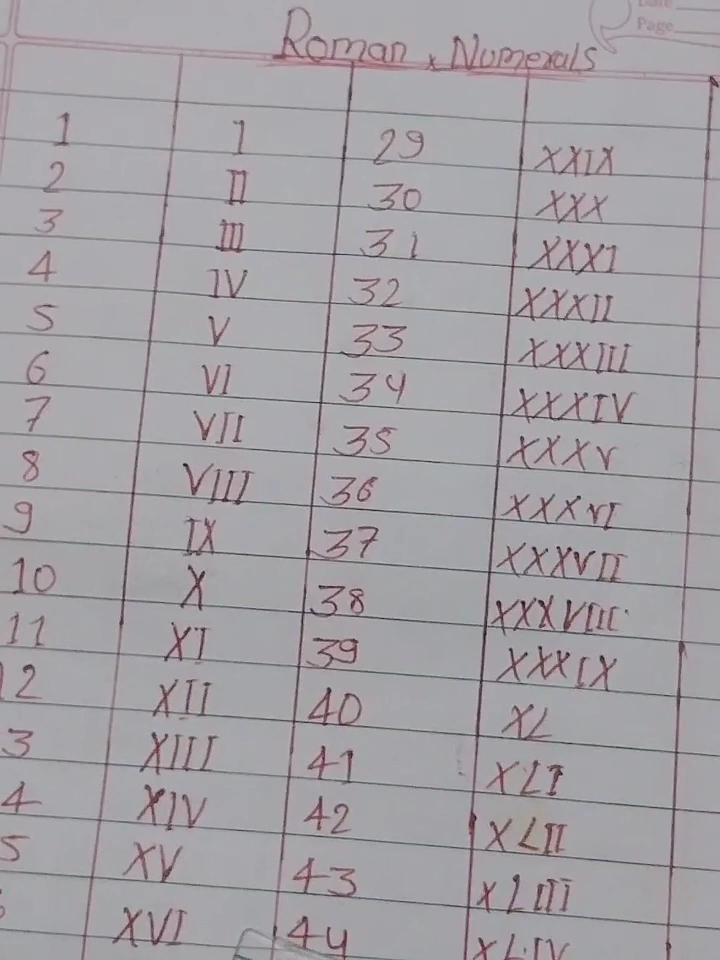 Date
Page
Roman Numerals
1 I 29 XXIX
2 II 30 XXX
3 III 31 XXXI
4 IV 32 XXXII
5 V 33 XXXIII
6 VI 34 XXXIV
7 VII 35 XXXV
8 VIII 36 XXXVI
9 IX 37 XXXVII
10 X 38 XXXVIII
11 XI 39 XXXIX
12 XII 40 XL
3 XIII 41 XLI
4 XIV 42 XLII
5 XV 43 XLIII
XVI 44 XLIV